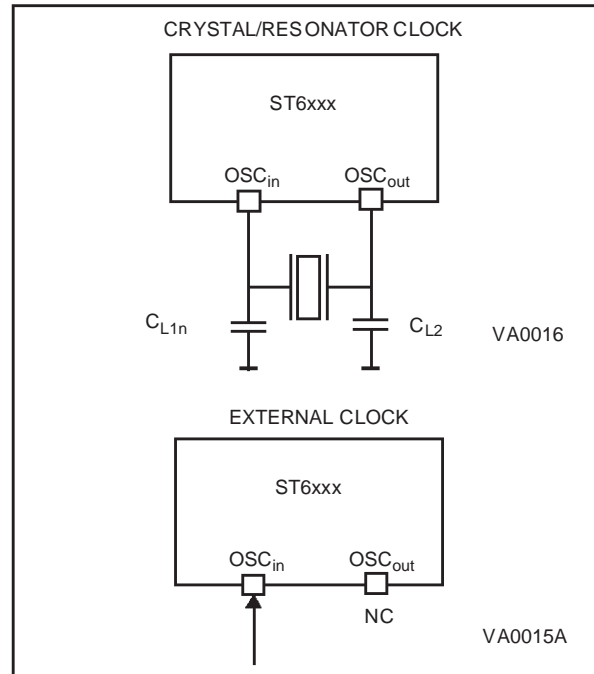 CRYSTAL/RESONATOR CLOCK
ST6xxx
OSCin OSCout
CL1n CL2
VA0016
EXTERNAL CLOCK
ST6xxx
OSCin OSCout
NC
VA0015A